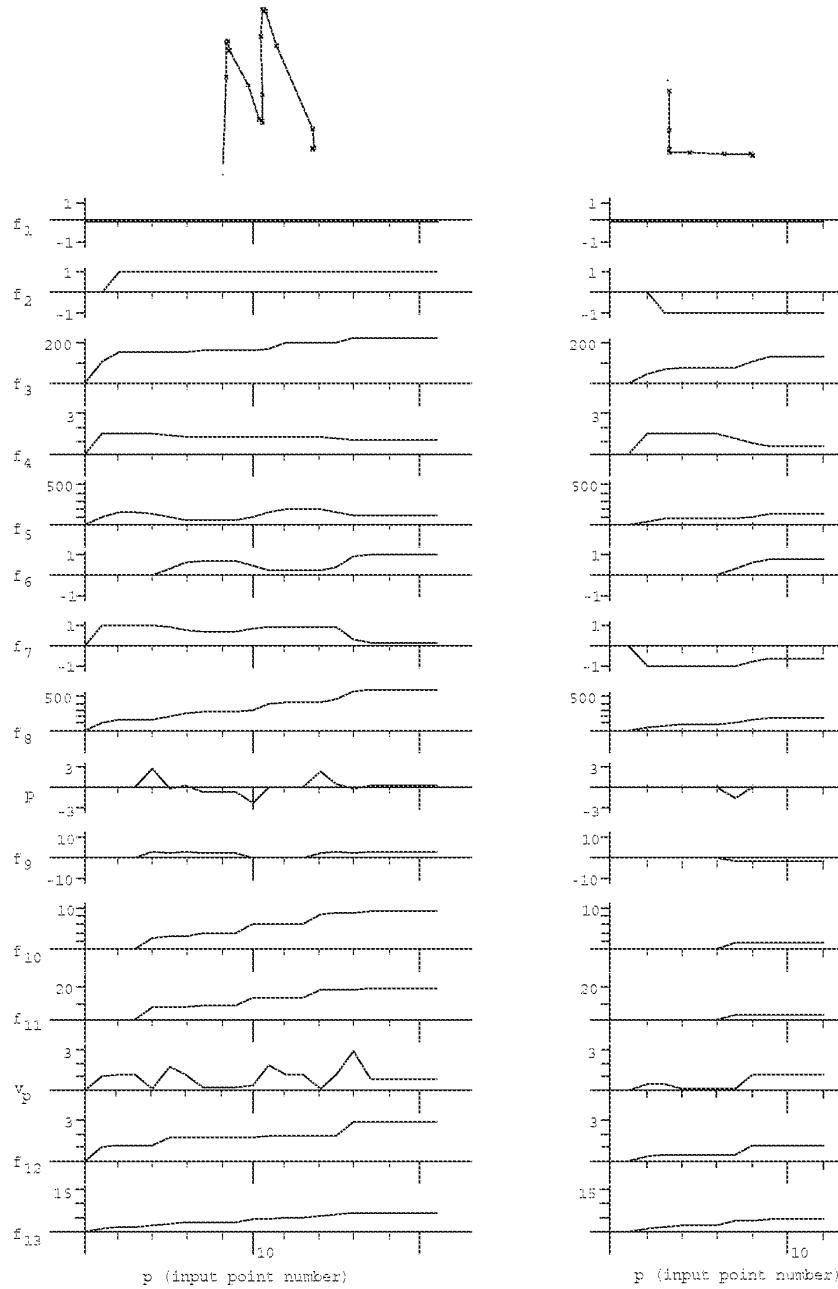 1 1
f1
-1 -1
1 1
f2
-1 -1
200 200
f3
3 3
f4
500 500
f5
1 1
f6
-1 -1
1 1
f7
-1 -1
500 500
f8
3 3
p
-3 -3
10 10
f9
-10 -10
10 10
f10
20 20
f11
3 3
vp
3 3
f12
15 15
f13
10 10
p (input point number) p (input point number)